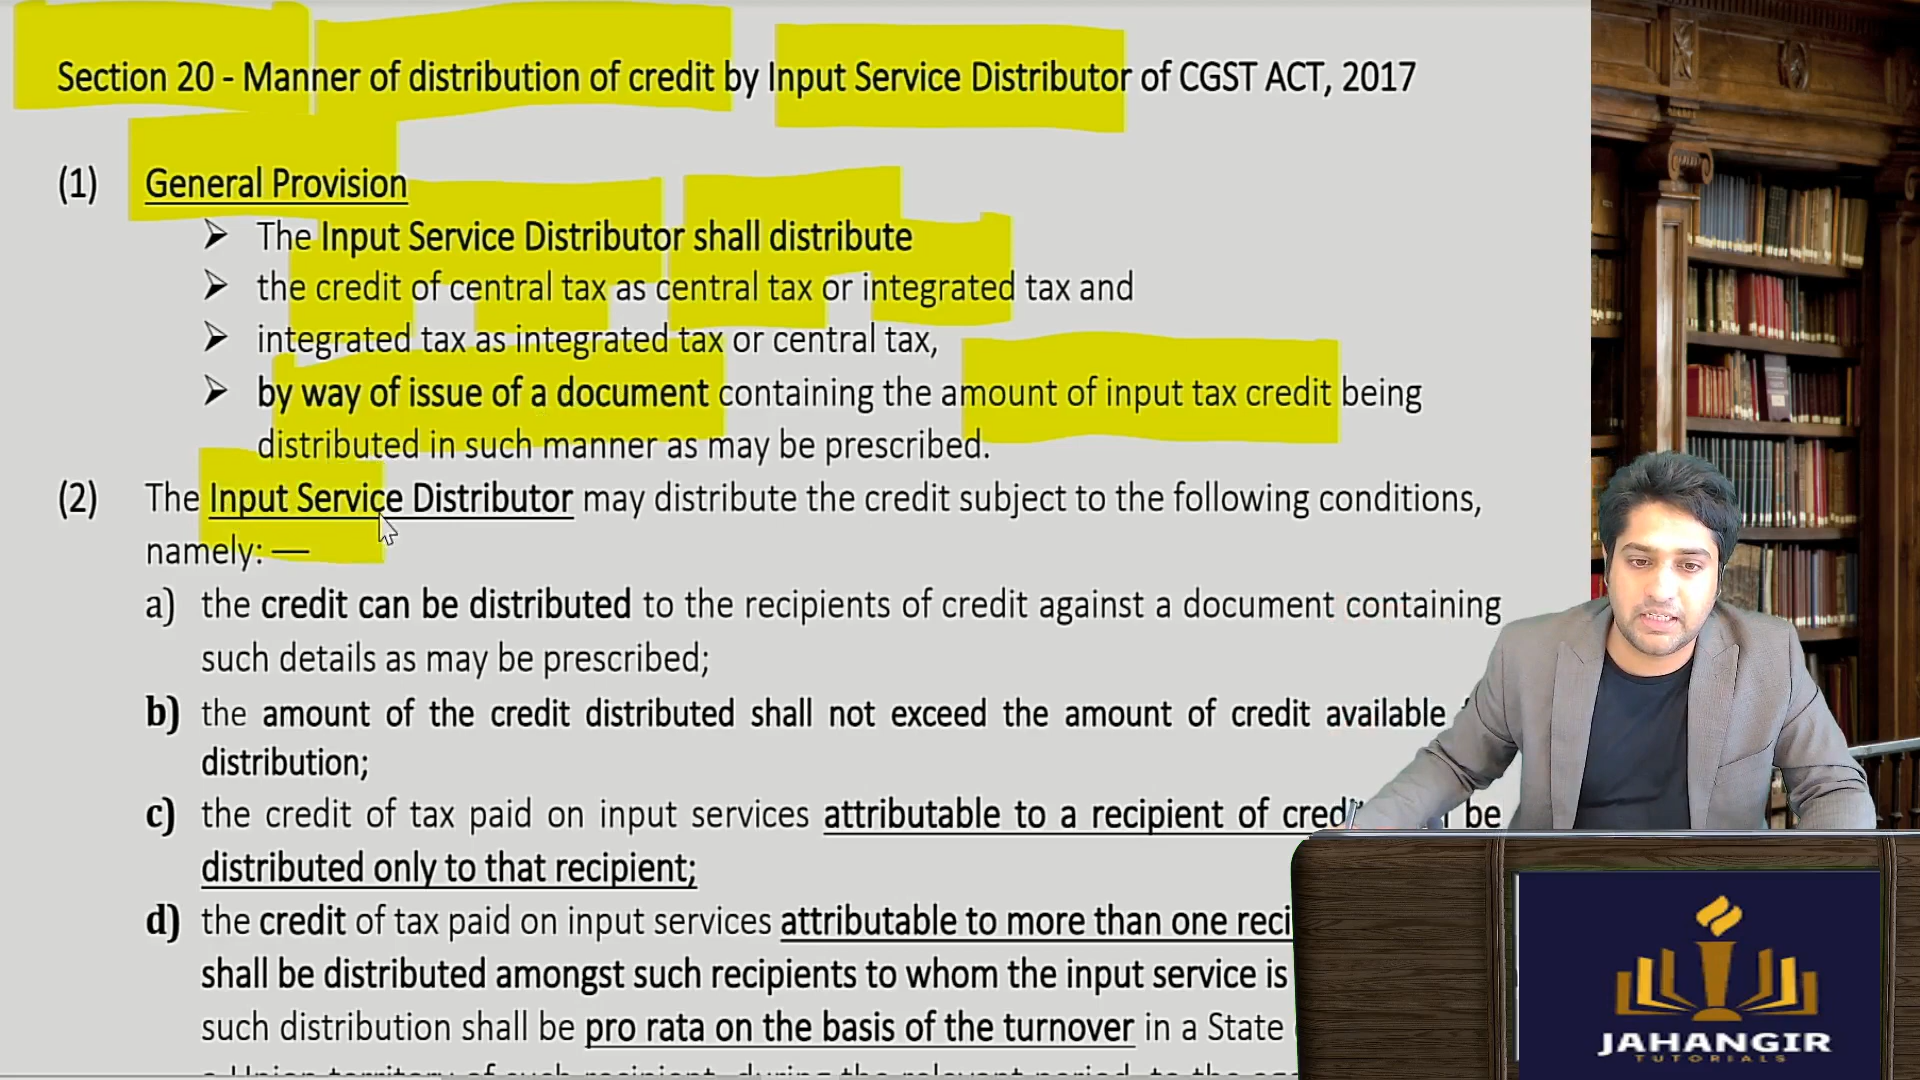 Section 20 - Manner of distribution of credit by Input Service Distributor of CGST ACT, 2017
(1) General Provision
➢ The Input Service Distributor shall distribute
➢ the credit of central tax as central tax or integrated tax and
➢ integrated tax as integrated tax or central tax,
➢ by way of issue of a document containing the amount of input tax credit being
distributed in such manner as may be prescribed.
(2) The Input Service Distributor may distribute the credit subject to the following conditions,
namely: —
a) the credit can be distributed to the recipients of credit against a document containing
such details as may be prescribed;
b) the amount of the credit distributed shall not exceed the amount of credit available
distribution;
c) the credit of tax paid on input services attributable to a recipient of be
distributed only to that recipient;
d) the credit of tax paid on input services attributable to more than one
shall be distributed amongst such recipients to whom the input service is
such distribution shall be pro rata on the basis of the turnover in a State
JAHANGIR
TUTORIALS